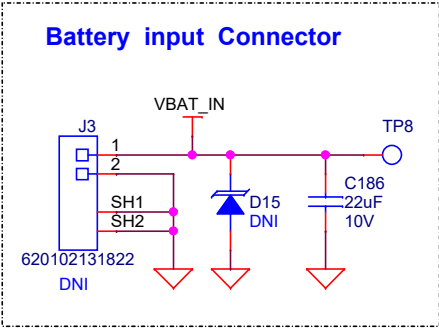 Battery input Connector
VBAT_IN
J3
TP8
1
2
SH1
SH2
D15
DNI
C186
22uF
10V
620102131822
DNI